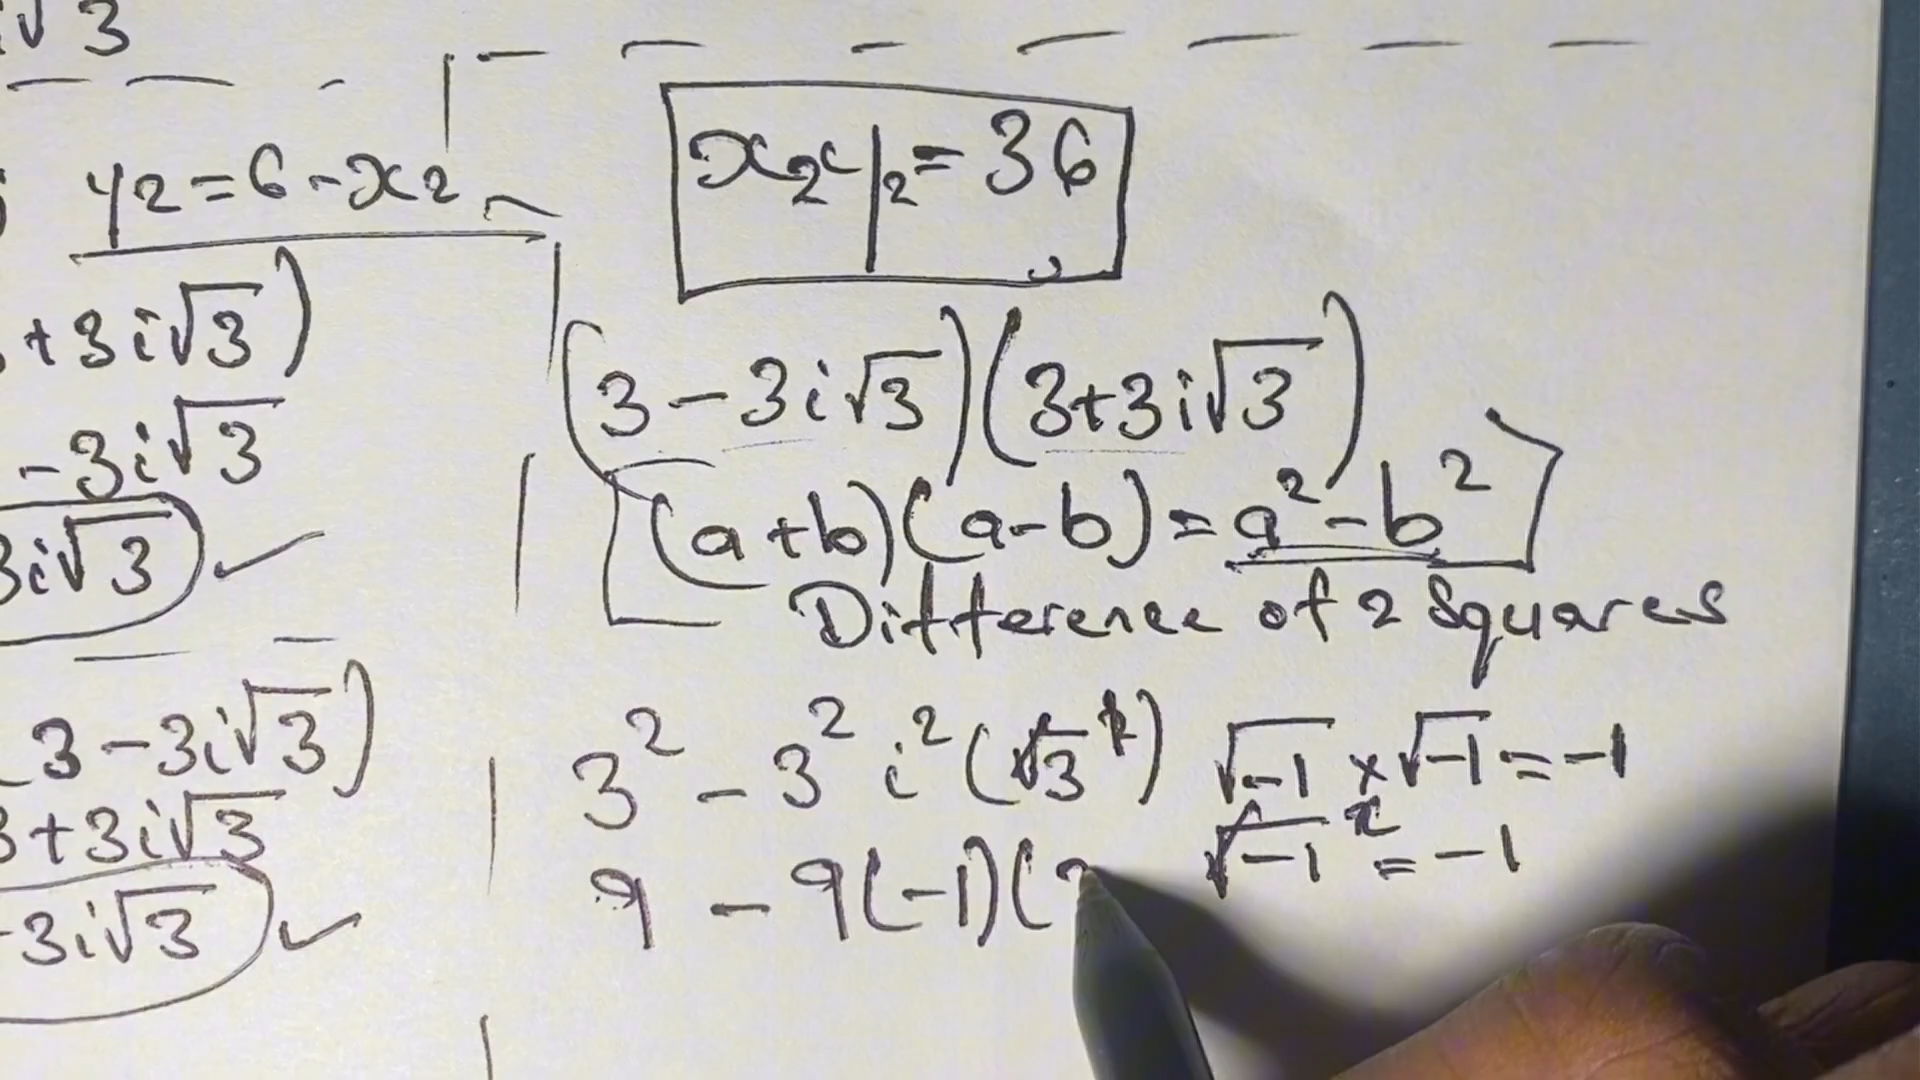 i√3
y2 = 6 - x2
+ 3i√3)
- 3i√3
3i√3) ✓
3 - 3i√3)
3 + 3i√3
3i√3 ✓
x2y2 = 36
(3 - 3i√3)(3+3i√3)
(a+b)(a-b) = a² - b²
Difference of 2 Squares
3² - 3² i² (√3²) √-1 × √-1 = -1
√-1² = -1
9 - 9(-1)(